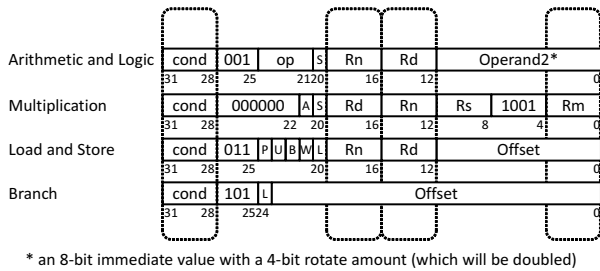 Arithmetic and Logic cond 001 op S Rn Rd Operand2*
31 28 25 21 20 16 12 0
Multiplication cond 000000 A S Rd Rn Rs 1001 Rm
31 28 22 20 16 12 8 4 0
Load and Store cond 011 P U B W L Rn Rd Offset
31 28 25 20 16 12 0
Branch cond 101 L Offset
31 28 25 24 0
* an 8-bit immediate value with a 4-bit rotate amount (which will be doubled)